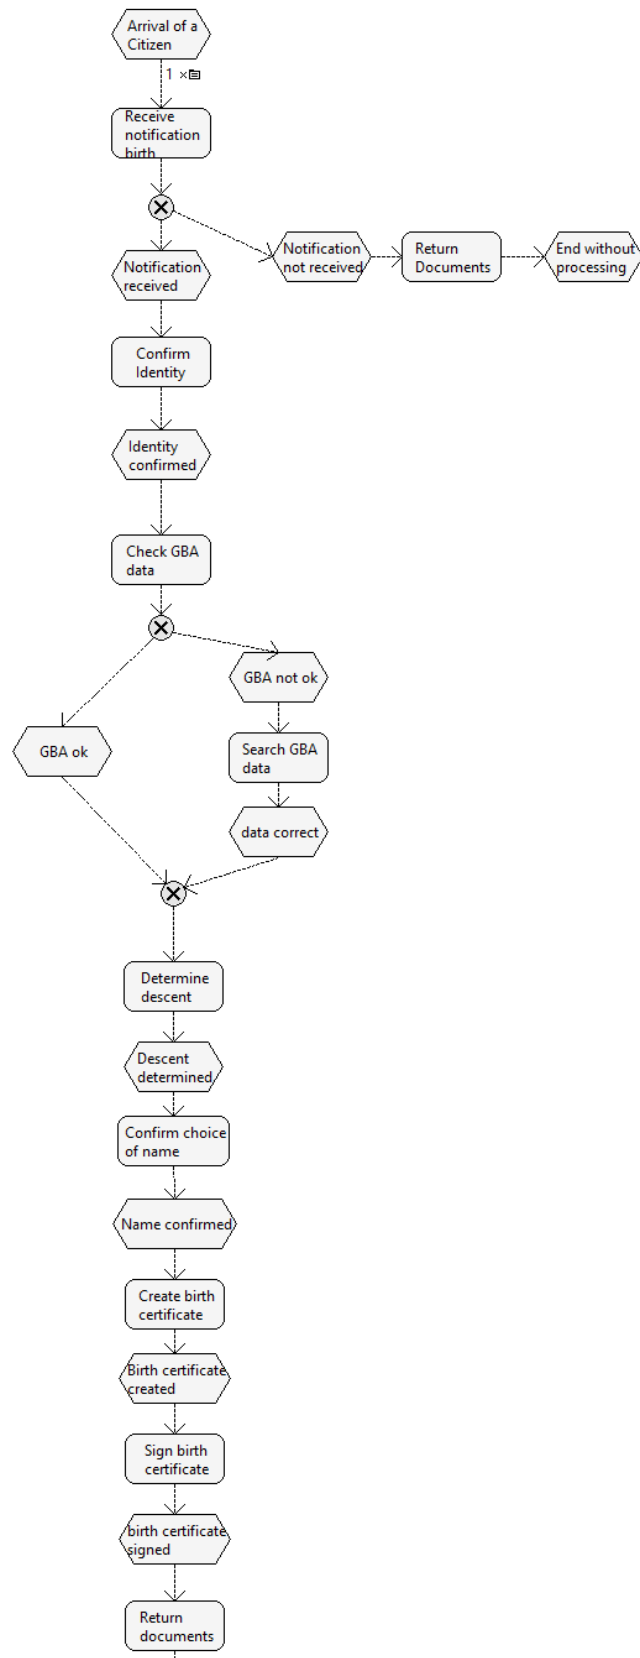 Arrival of a
Citizen
1 ×
Receive
notification
birth
Notification
received
Notification
not received
Return
Documents
End without
processing
Confirm
Identity
Identity
confirmed
Check GBA
data
GBA not ok
GBA ok
Search GBA
data
data correct
Determine
descent
Descent
determined
Confirm choice
of name
Name confirmed
Create birth
certificate
Birth certificate
created
Sign birth
certificate
birth certificate
signed
Return
documents